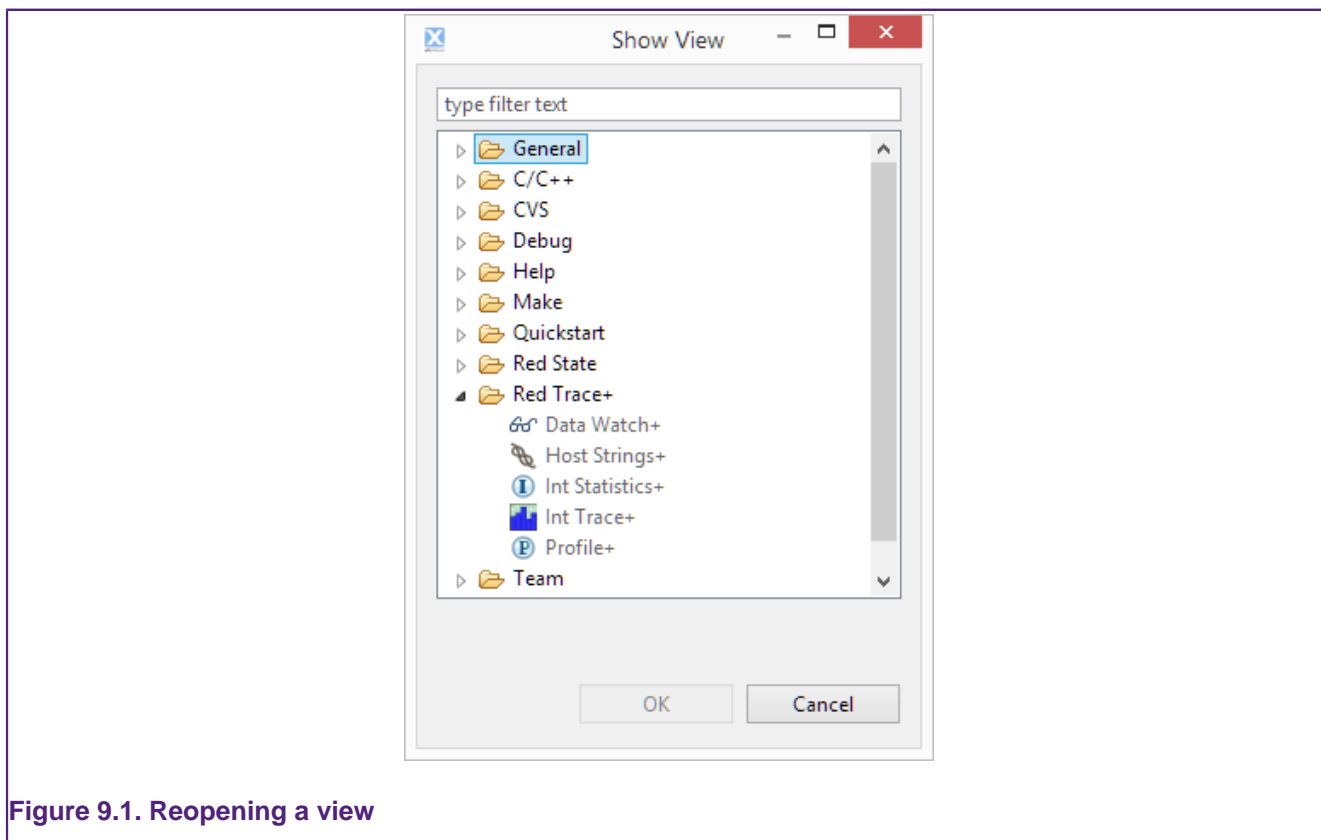 Show View
type filter text
General
C/C++
CVS
Debug
Help
Make
Quickstart
Red State
Red Trace+
Data Watch+
Host Strings+
Int Statistics+
Int Trace+
Profile+
Team
OK Cancel
Figure 9.1. Reopening a view